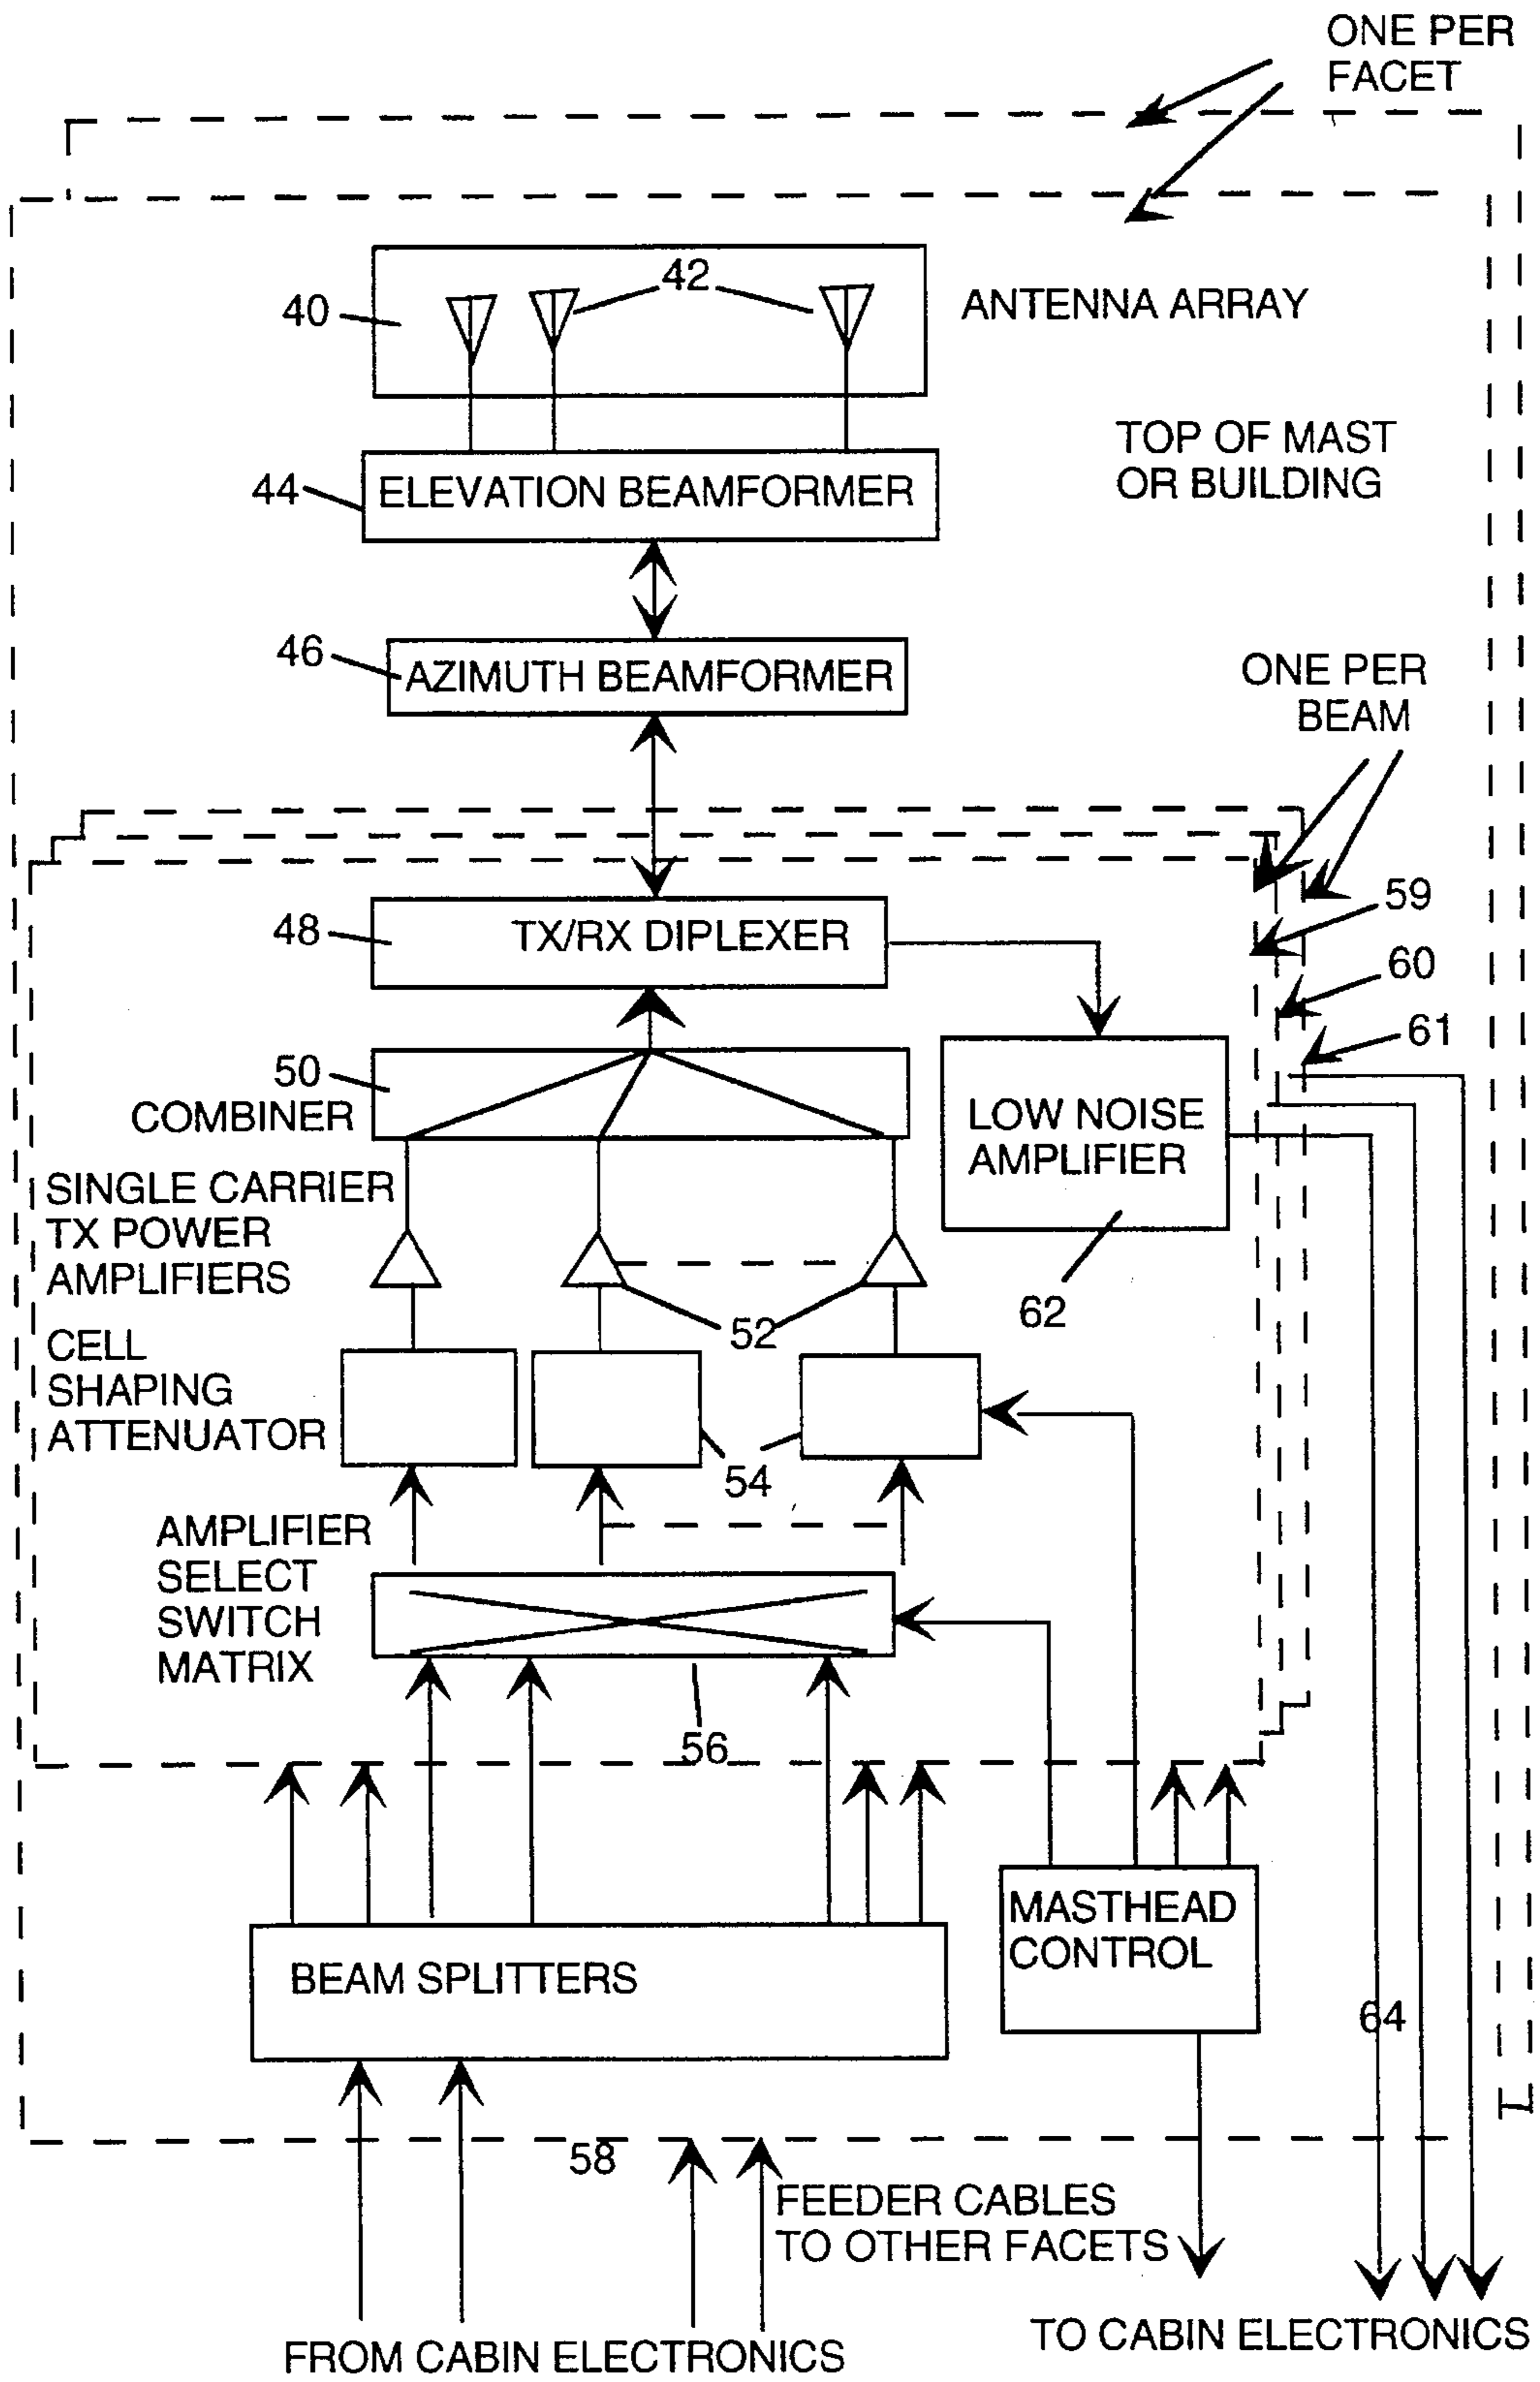 ONE PER
FACET
42
40
ANTENNA ARRAY
TOP OF MAST
OR BUILDING
44
ELEVATION BEAMFORMER
46
AZIMUTH BEAMFORMER
ONE PER
BEAM
59
48
TX/RX DIPLEXER
60
61
50
COMBINER
LOW NOISE
AMPLIFIER
SINGLE CARRIER
TX POWER
AMPLIFIERS
62
52
CELL
SHAPING
ATTENUATOR
54
AMPLIFIER
SELECT
SWITCH
MATRIX
56
MASTHEAD
CONTROL
BEAM SPLITTERS
64
58
FEEDER CABLES
TO OTHER FACETS
TO CABIN ELECTRONICS
FROM CABIN ELECTRONICS